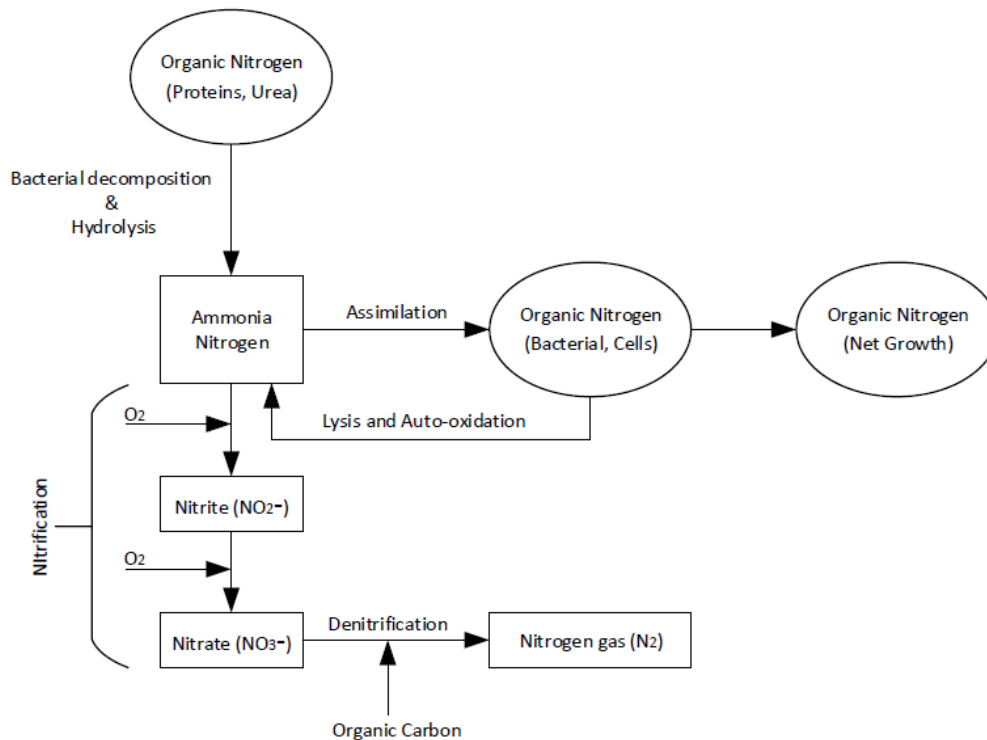 Organic Nitrogen
(Proteins, Urea)
Bacterial decomposition
&
Hydrolysis
Ammonia
Nitrogen
Assimilation
Organic Nitrogen
(Bacterial, Cells)
Organic Nitrogen
(Net Growth)
Lysis and Auto-oxidation
O2
Nitrite (NO2-)
NItrification
O2
Nitrate (NO3-)
Denitrification
Nitrogen gas (N2)
Organic Carbon